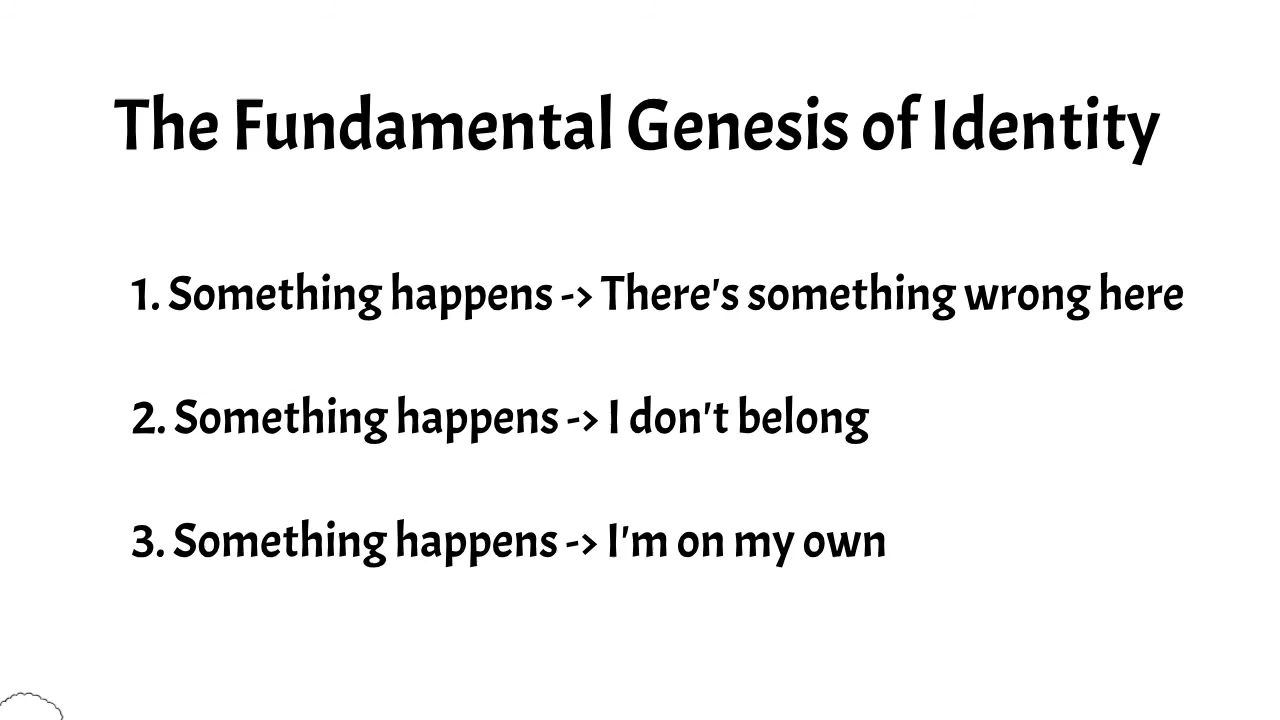 The Fundamental Genesis of Identity
1. Something happens -> There's something wrong here
2. Something happens -> I don't belong
3. Something happens -> I'm on my own